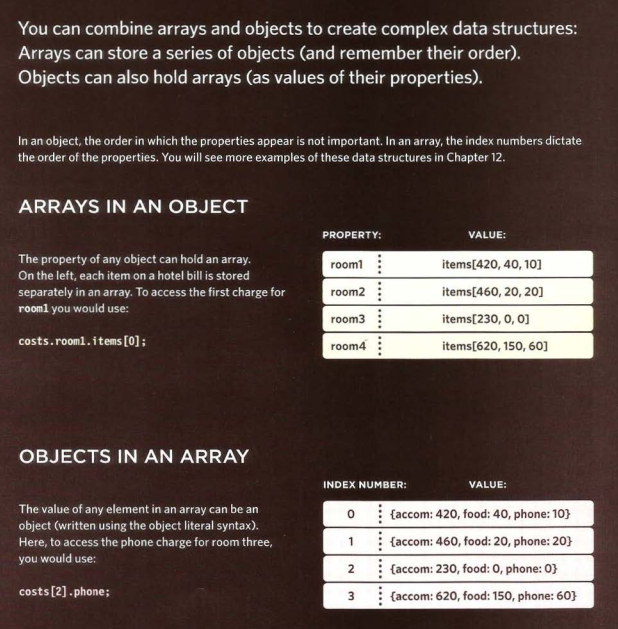 You can combine arrays and objects to create complex data structures:
Arrays can store a series of objects (and remember their order).
Objects can also hold arrays (as values of their properties).
In an object, the order in which the properties appear is not important. In an array, the index numbers dictate
the order of the properties. You will see more examples of these data structures in Chapter 12.
ARRAYS IN AN OBJECT
The property of any object can hold an array.
On the left, each item on a hotel bill is stored
separately in an array. To access the first charge for
room1 you would use:
costs.room1.items[0];
PROPERTY: VALUE:
room1 items[420, 40, 10]
room2 items[460, 20, 20]
room3 items[230, 0, 0]
room4 items[620, 150, 60]
OBJECTS IN AN ARRAY
The value of any element in an array can be an
object (written using the object literal syntax).
Here, to access the phone charge for room three,
you would use:
costs[2].phone;
INDEX NUMBER: VALUE:
0 {accom: 420, food: 40, phone: 10}
1 {accom: 460, food: 20, phone: 20}
2 {accom: 230, food: 0, phone: 0}
3 {accom: 620, food: 150, phone: 60}